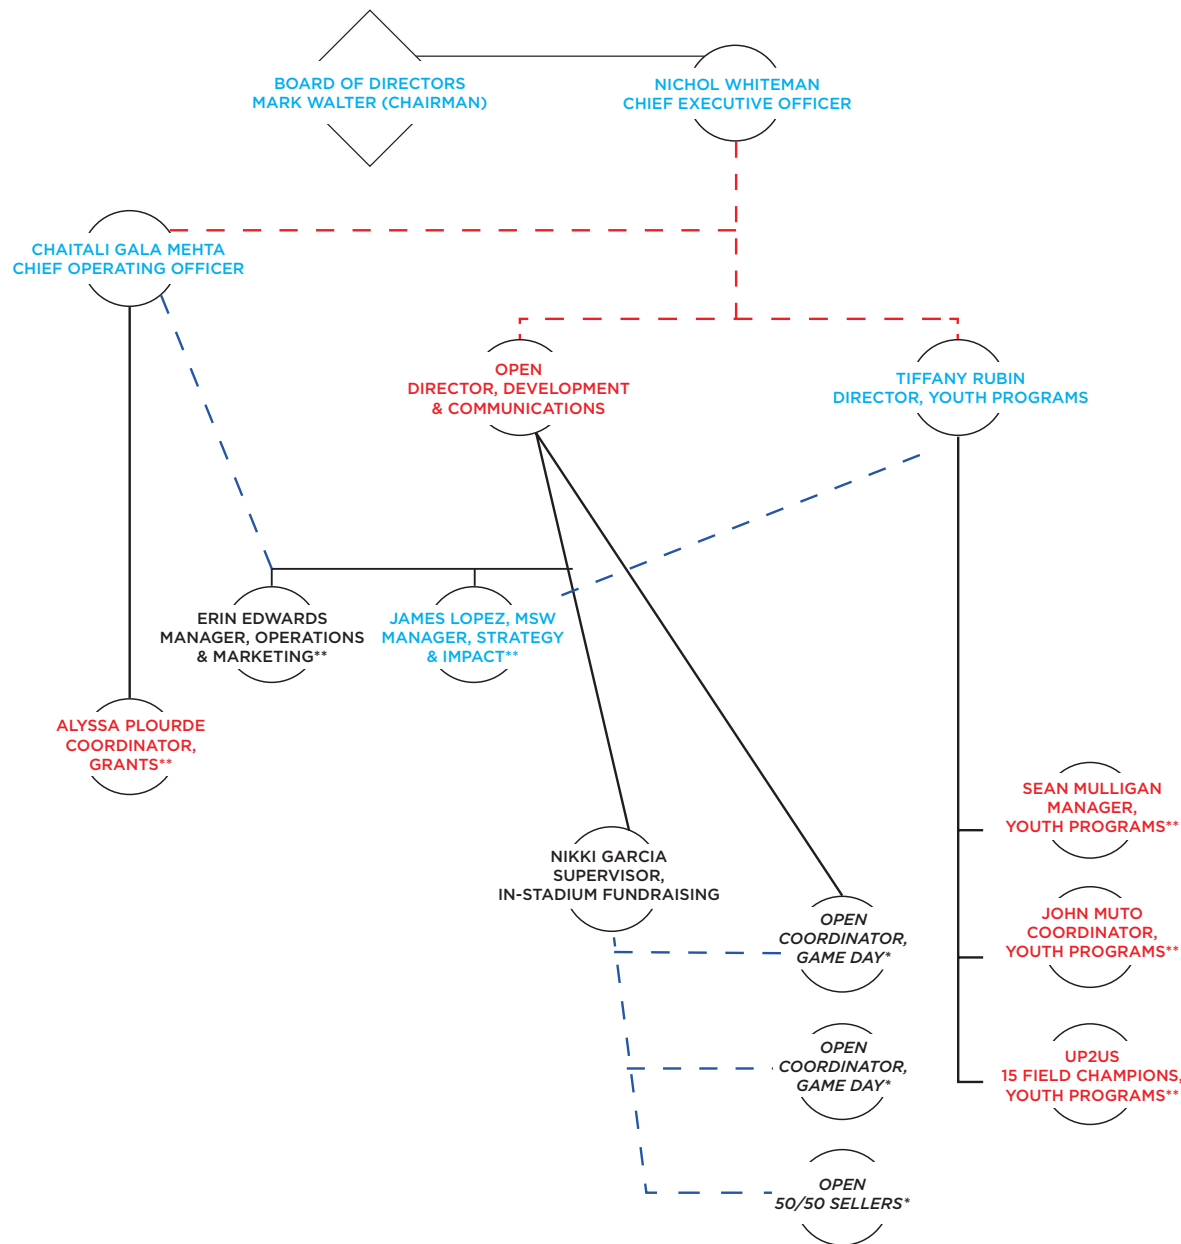 BOARD OF DIRECTORS
MARK WALTER (CHAIRMAN)
NICHOL WHITEMAN
CHIEF EXECUTIVE OFFICER
CHAITALI GALA MEHTA
CHIEF OPERATING OFFICER
OPEN
DIRECTOR, DEVELOPMENT
& COMMUNICATIONS
TIFFANY RUBIN
DIRECTOR, YOUTH PROGRAMS
ERIN EDWARDS
MANAGER, OPERATIONS
& MARKETING**
JAMES LOPEZ, MSW
MANAGER, STRATEGY
& IMPACT**
ALYSSA PLOURDE
COORDINATOR,
GRANTS**
SEAN MULLIGAN
MANAGER,
YOUTH PROGRAMS**
NIKKI GARCIA
SUPERVISOR,
IN-STADIUM FUNDRAISING
OPEN
COORDINATOR,
GAME DAY*
JOHN MUTO
COORDINATOR,
YOUTH PROGRAMS**
OPEN
COORDINATOR,
GAME DAY*
UP2US
15 FIELD CHAMPIONS,
YOUTH PROGRAMS**
OPEN
50/50 SELLERS*